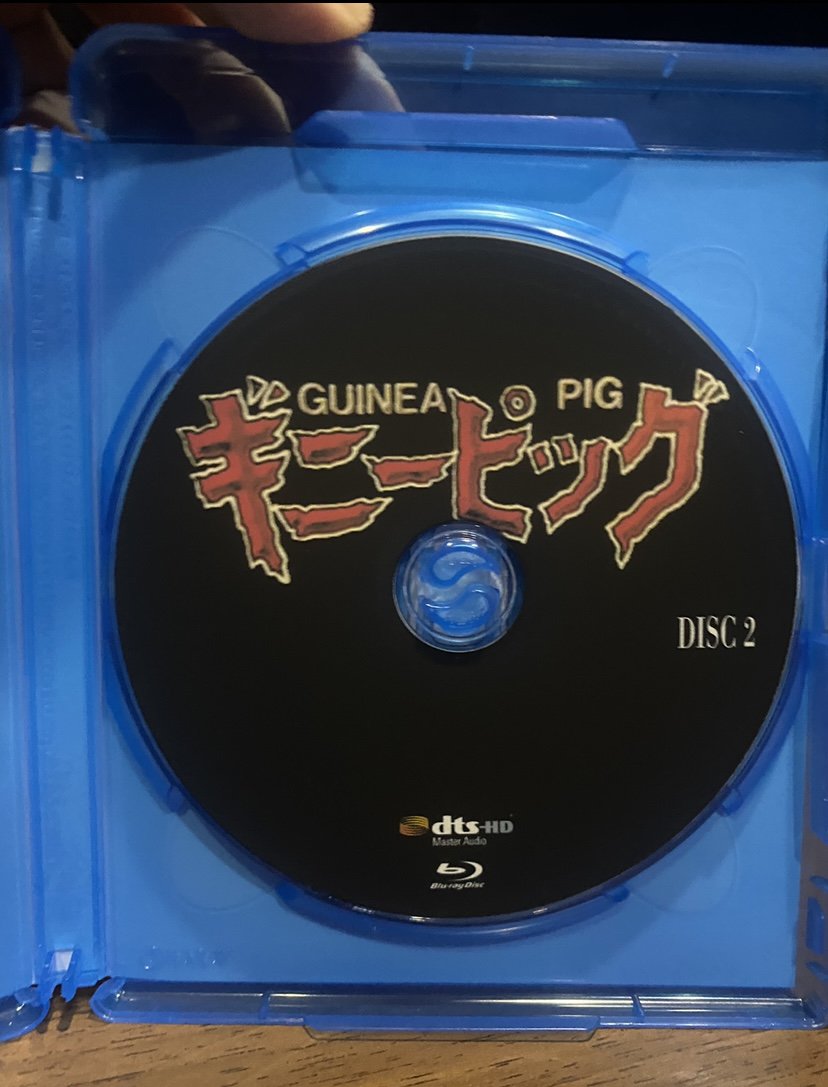 GUINEA PIG
ギニーピッグ
DISC 2
dts-HD
Master Audio
Blu-ray Disc